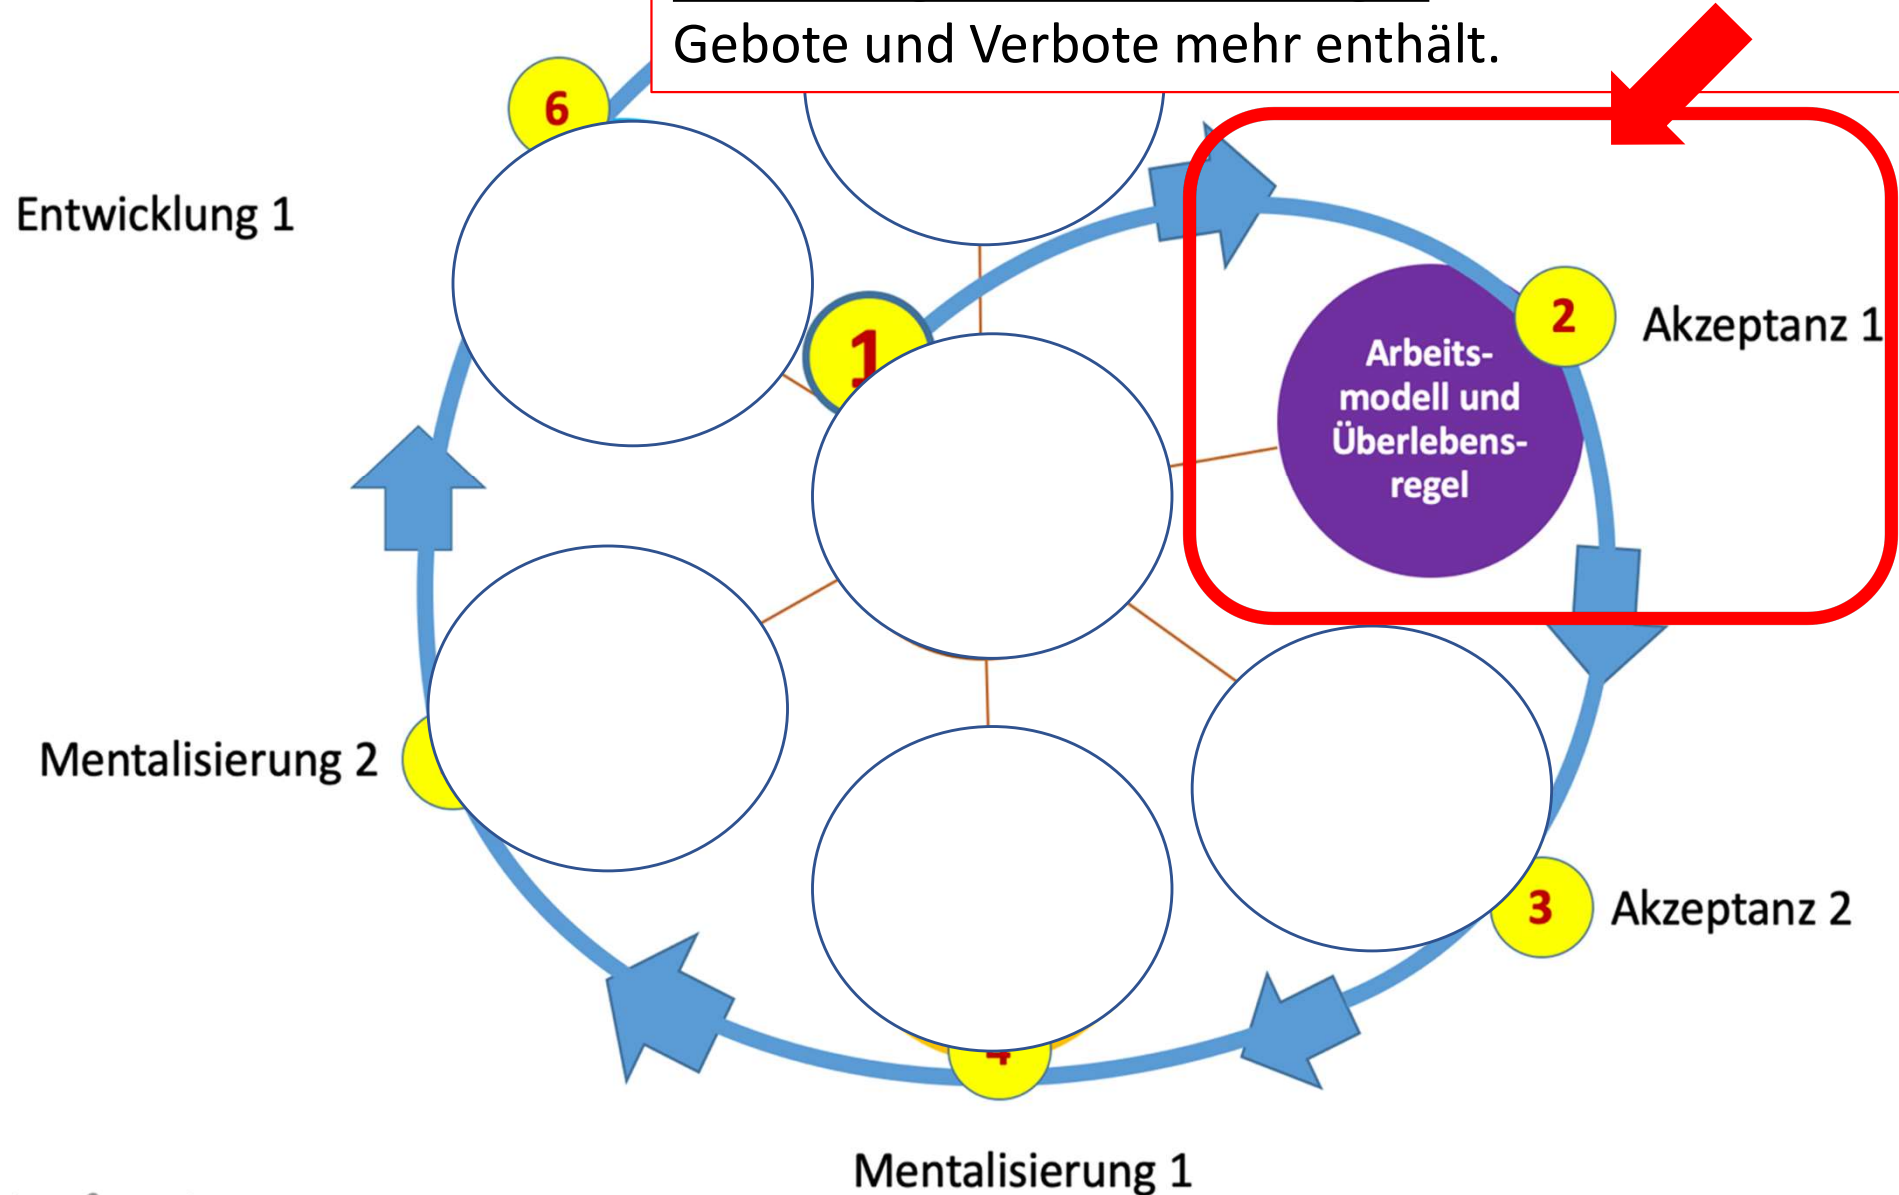 Gebote und Verbote mehr enthält.
6
Entwicklung 1
1
2
Akzeptanz 1
Arbeits-
modell und
Überlebens-
regel
Mentalisierung 2
3
Akzeptanz 2
4
Mentalisierung 1